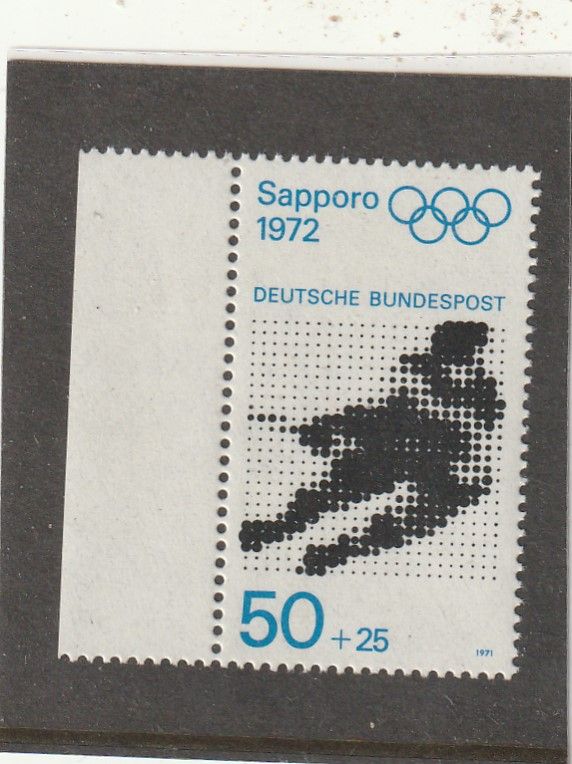 Sapporo
1972
DEUTSCHE BUNDESPOST
50 + 25
1971